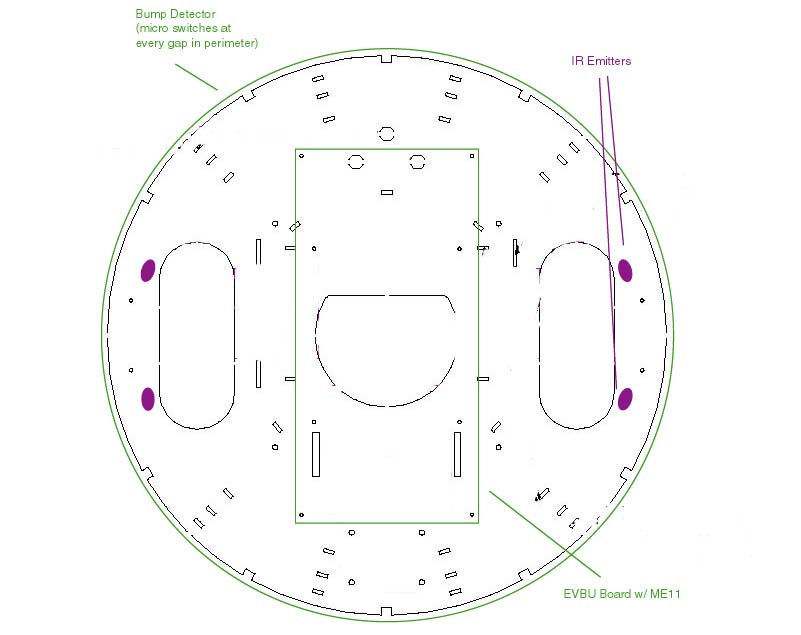 Bump Detector
(micro switches at
every gap in perimeter)
IR Emitters
EVBU Board w/ ME11